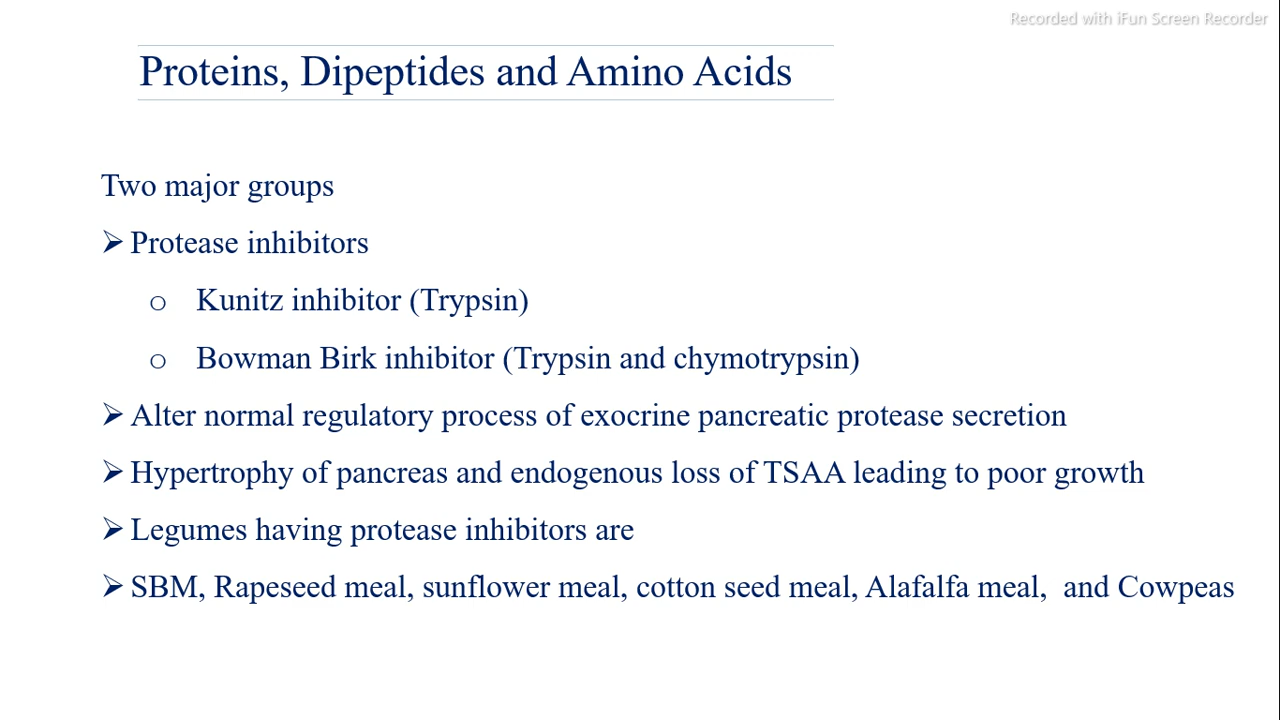 Recorded with iFun Screen Recorder
Proteins, Dipeptides and Amino Acids
Two major groups
➢ Protease inhibitors
o Kunitz inhibitor (Trypsin)
o Bowman Birk inhibitor (Trypsin and chymotrypsin)
➢ Alter normal regulatory process of exocrine pancreatic protease secretion
➢ Hypertrophy of pancreas and endogenous loss of TSAA leading to poor growth
➢ Legumes having protease inhibitors are
➢ SBM, Rapeseed meal, sunflower meal, cotton seed meal, Alafalfa meal,  and Cowpeas